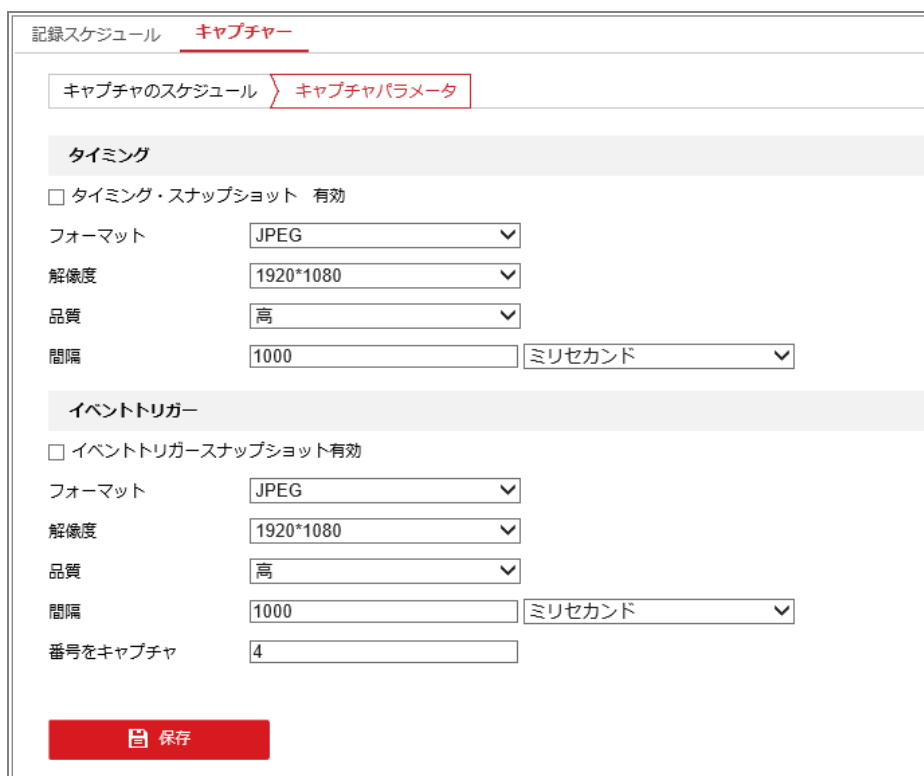 記録スケジュール キャプチャー
キャプチャのスケジュール キャプチャパラメータ
タイミング
タイミング・スナップショット 有効
フォーマット JPEG
解像度 1920*1080
品質 高
間隔 1000 ミリセカンド
イベントトリガー
イベントトリガースナップショット有効
フォーマット JPEG
解像度 1920*1080
品質 高
間隔 1000 ミリセカンド
番号をキャプチャ 4
保存